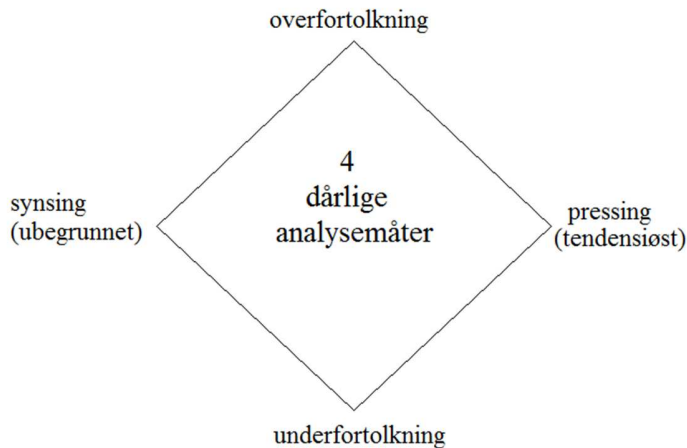 overfortolkning
4
dårlige
analysemåter
synsing
(ubegrunnet)
pressing
(tendensiøst)
underfortolkning